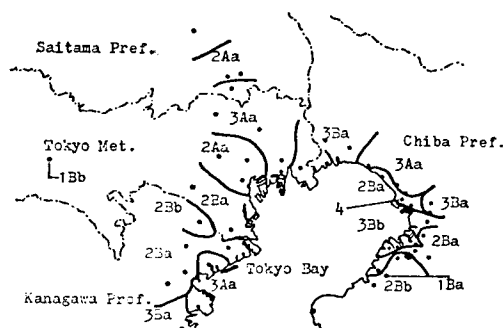 Saitama Pref.
2Aa
3Aa
Tokyo Met.
1Bb
2Aa
3Ba
Chiba Pref.
3Aa
2Ba
2Bb
2Ba
4
3Ba
3Bb
2Ba
2Ba
3Aa
Tokyo Bay
Kanagawa Pref.
3Ba
2Bb
1Ba